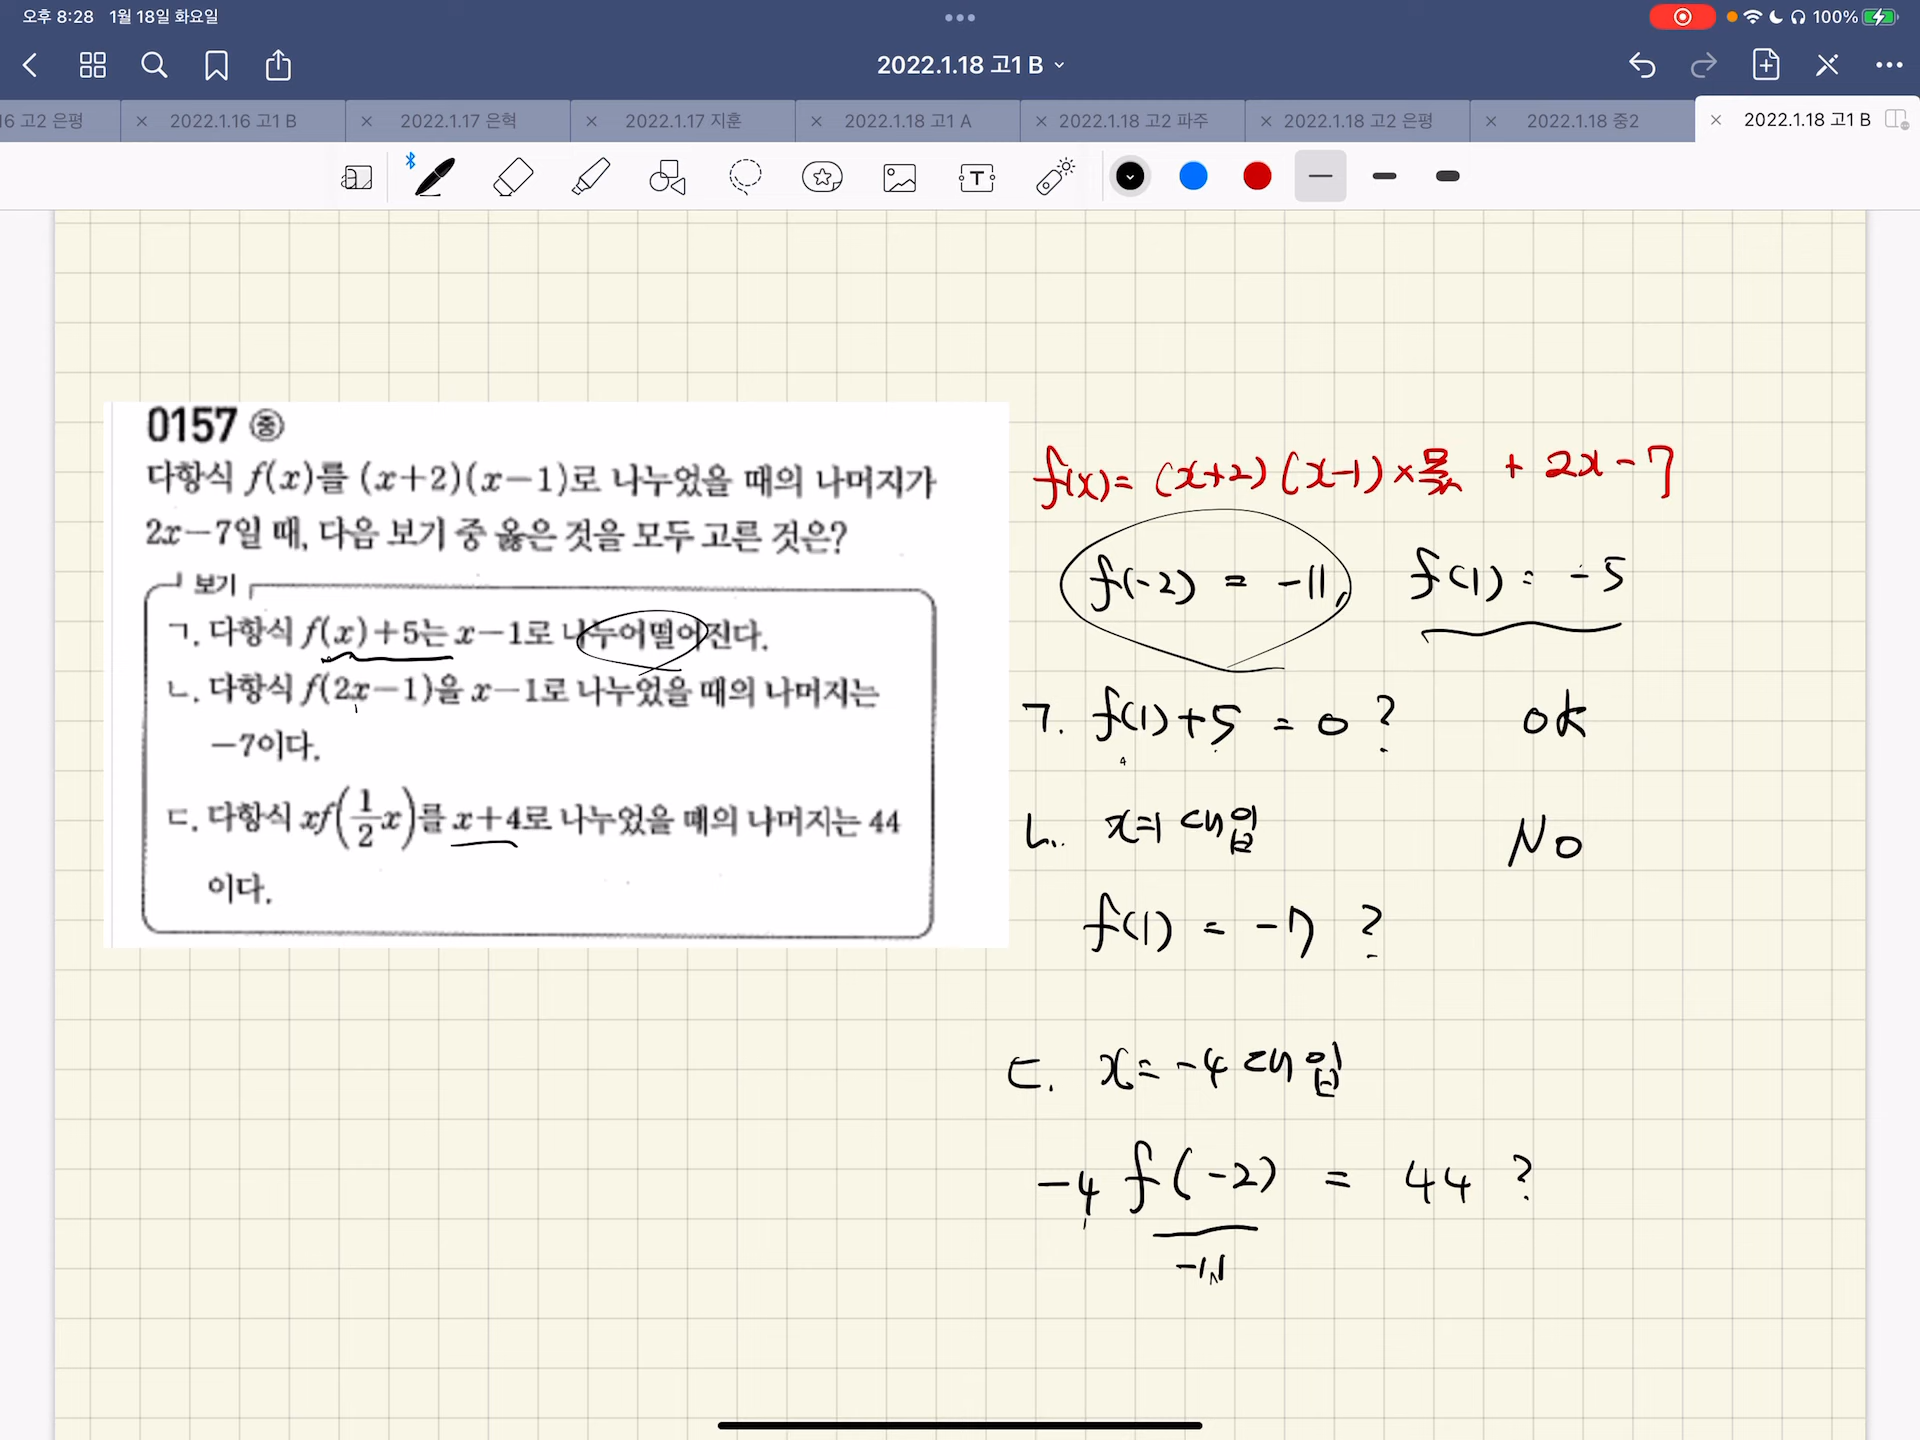 오후 8:28 1월 18일 화요일
100%
2022.1.18 고1 B
16 고2 은평
2022.1.16 고1 B
2022.1.17 은혁
2022.1.17 지훈
2022.1.18 고1 A
2022.1.18 고2 파주
2022.1.18 고2 은평
2022.1.18 중2
2022.1.18 고1 B
0157 중
다항식 f(x)를 (x+2)(x-1)로 나누었을 때의 나머지가
2x-7일 때, 다음 보기 중 옳은 것을 모두 고른 것은?
보기
ㄱ. 다항식 f(x)+5는 x-1로 나누어떨어진다.
ㄴ. 다항식 f(2x-1)을 x-1로 나누었을 때의 나머지는
-7이다.
ㄷ. 다항식 xf(1/2 x)를 x+4로 나누었을 때의 나머지는 44
이다.
f(x)= (x+2)(x-1)×몫 + 2x-7
f(-2) = -11, f(1) = -5
ㄱ. f(1)+5 = 0 ? OK
ㄴ. x=1 대입 No
f(1) = -7 ?
ㄷ. x=-4 대입
-4 f(-2) = 44 ?
-11